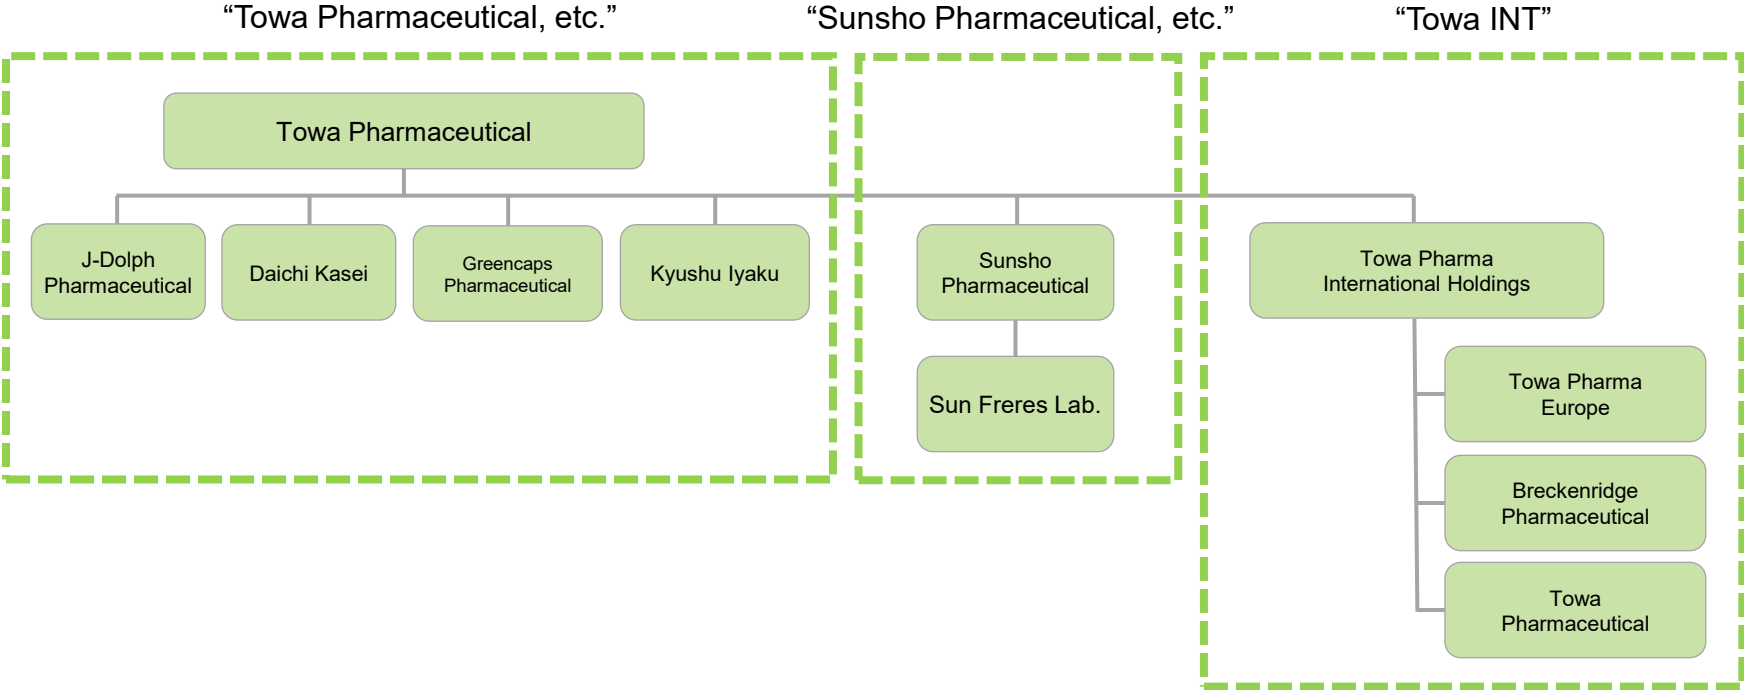 “Towa Pharmaceutical, etc.”
“Sunsho Pharmaceutical, etc.”
“Towa INT”
Towa Pharmaceutical
J-Dolph
Pharmaceutical
Daichi Kasei
Greencaps
Pharmaceutical
Kyushu Iyaku
Sunsho
Pharmaceutical
Towa Pharma
International Holdings
Sun Freres Lab.
Towa Pharma
Europe
Breckenridge
Pharmaceutical
Towa
Pharmaceutical